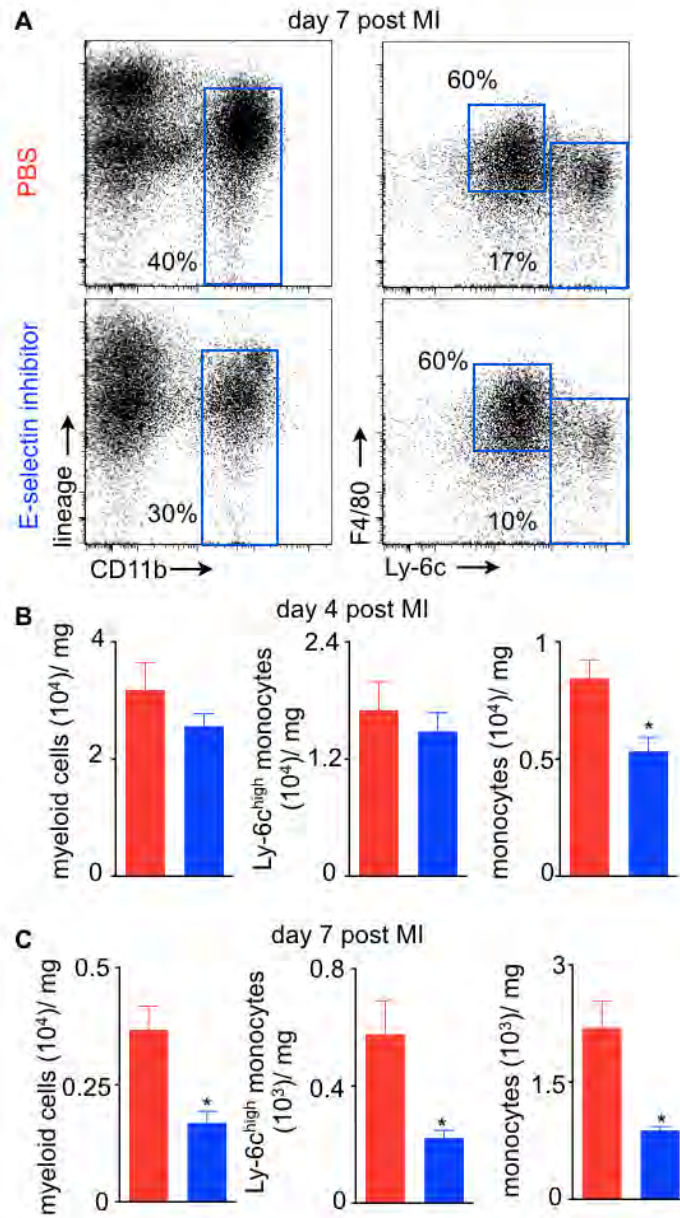 A
day 7 post MI
PBS
40%
60%
17%
E-selectin inhibitor
lineage
30%
CD11b
60%
F4/80
10%
Ly-6c
B
day 4 post MI
myeloid cells (10⁴)/ mg
4
2
0
Ly-6cʰⁱᵍʰ monocytes
(10⁴)/ mg
2.4
1.2
0
monocytes (10⁴)/ mg
1
0.5
0
*
C
day 7 post MI
myeloid cells (10⁴)/ mg
0.5
0.25
0
*
Ly-6cʰⁱᵍʰ monocytes
(10³)/ mg
0.8
0.4
0
*
monocytes (10³)/ mg
3
1.5
0
*